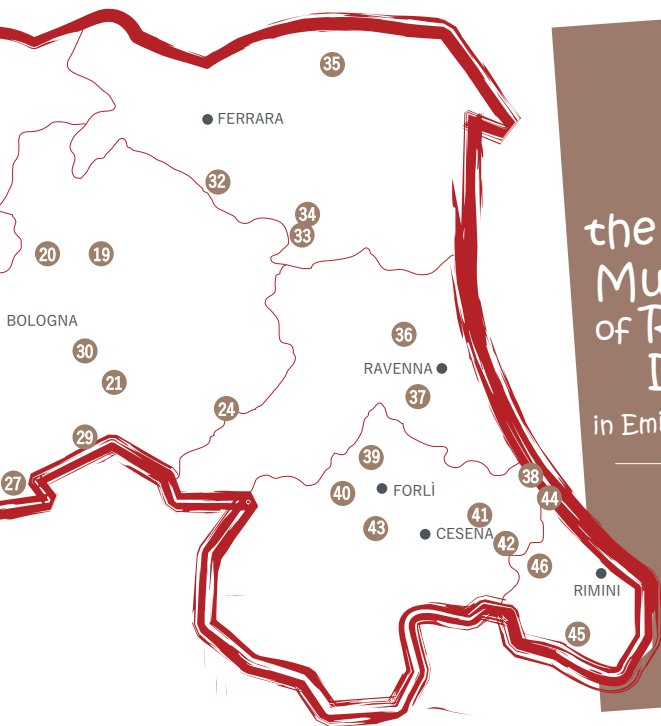 35
FERRARA
32
34
33
20
19
BOLOGNA
30
21
24
29
27
36
RAVENNA
37
39
40
FORLÌ
43
CESENA
41
42
38
44
46
RIMINI
45
the
Mu
of
in Emi